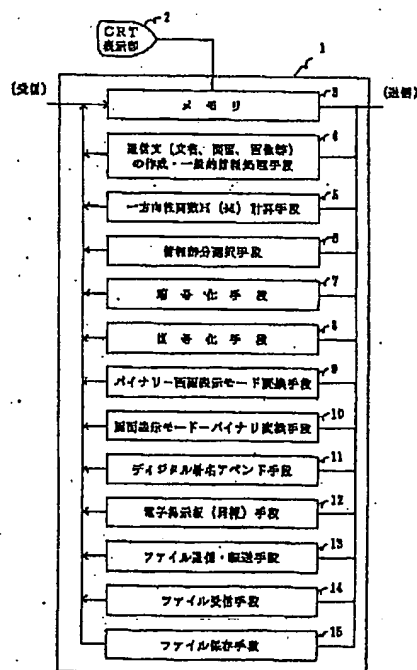 CRT
表示部
2
1
(受信)
(送信)
メモリ
3
通信文(文書、図面、画像等)
の作成・一般的情報処理手段
4
一方向性関数H(M)計算手段
5
情報部分選択手段
6
暗号化手段
7
復号化手段
8
バイナリー画面表示モード変換手段
9
画面表示モードーバイナリ変換手段
10
ディジタル署名アペンド手段
11
電子掲示板(月報)手段
12
ファイル送信・転送手段
13
ファイル受信手段
14
ファイル保存手段
15